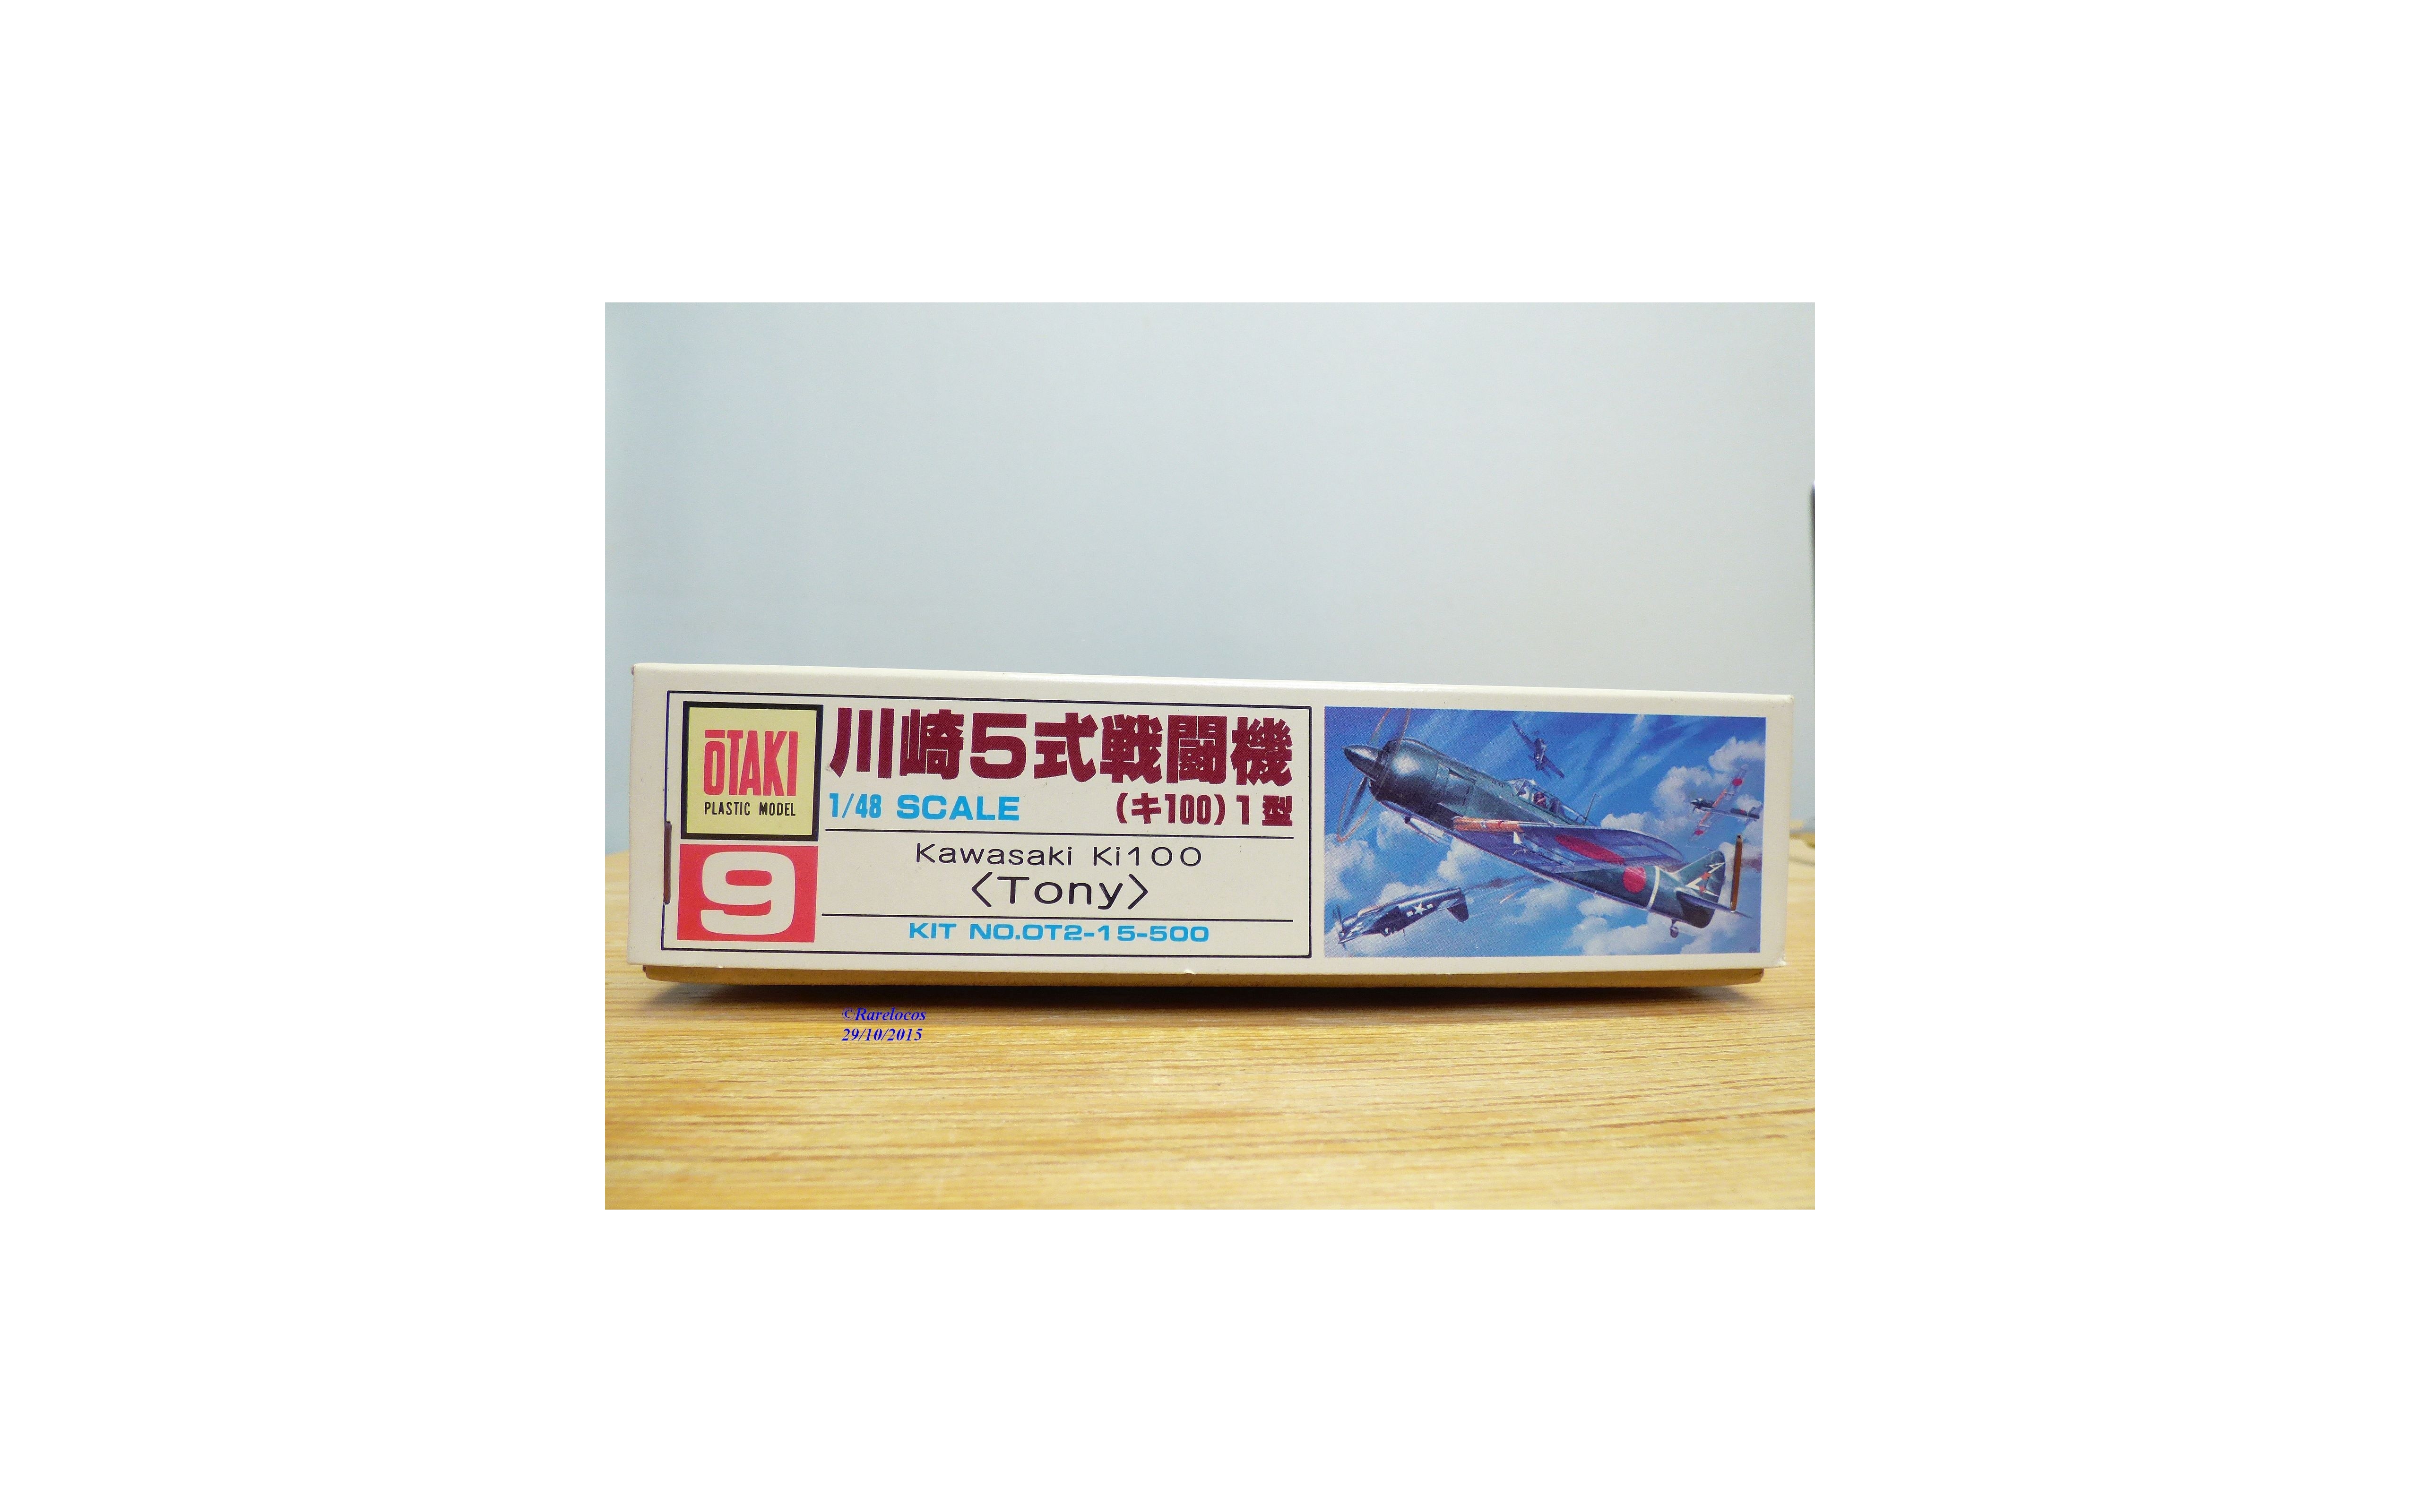 ōTAKI
PLASTIC MODEL
9
川崎5式戦闘機
1/48 SCALE (キ100)1型
Kawasaki Ki100
〈Tony〉
KIT NO.OT2-15-500
©Rarelocos
29/10/2015